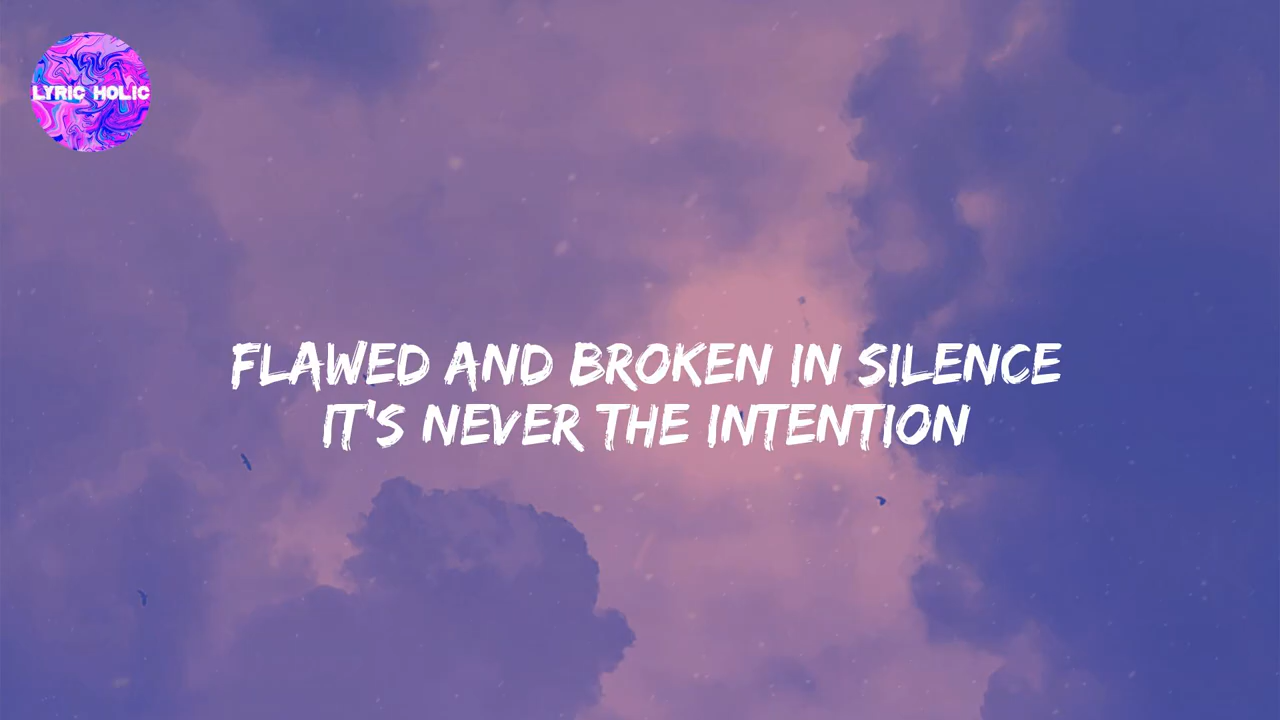 LYRIC HOLIC
FLAWED AND BROKEN IN SILENCE
IT'S NEVER THE INTENTION